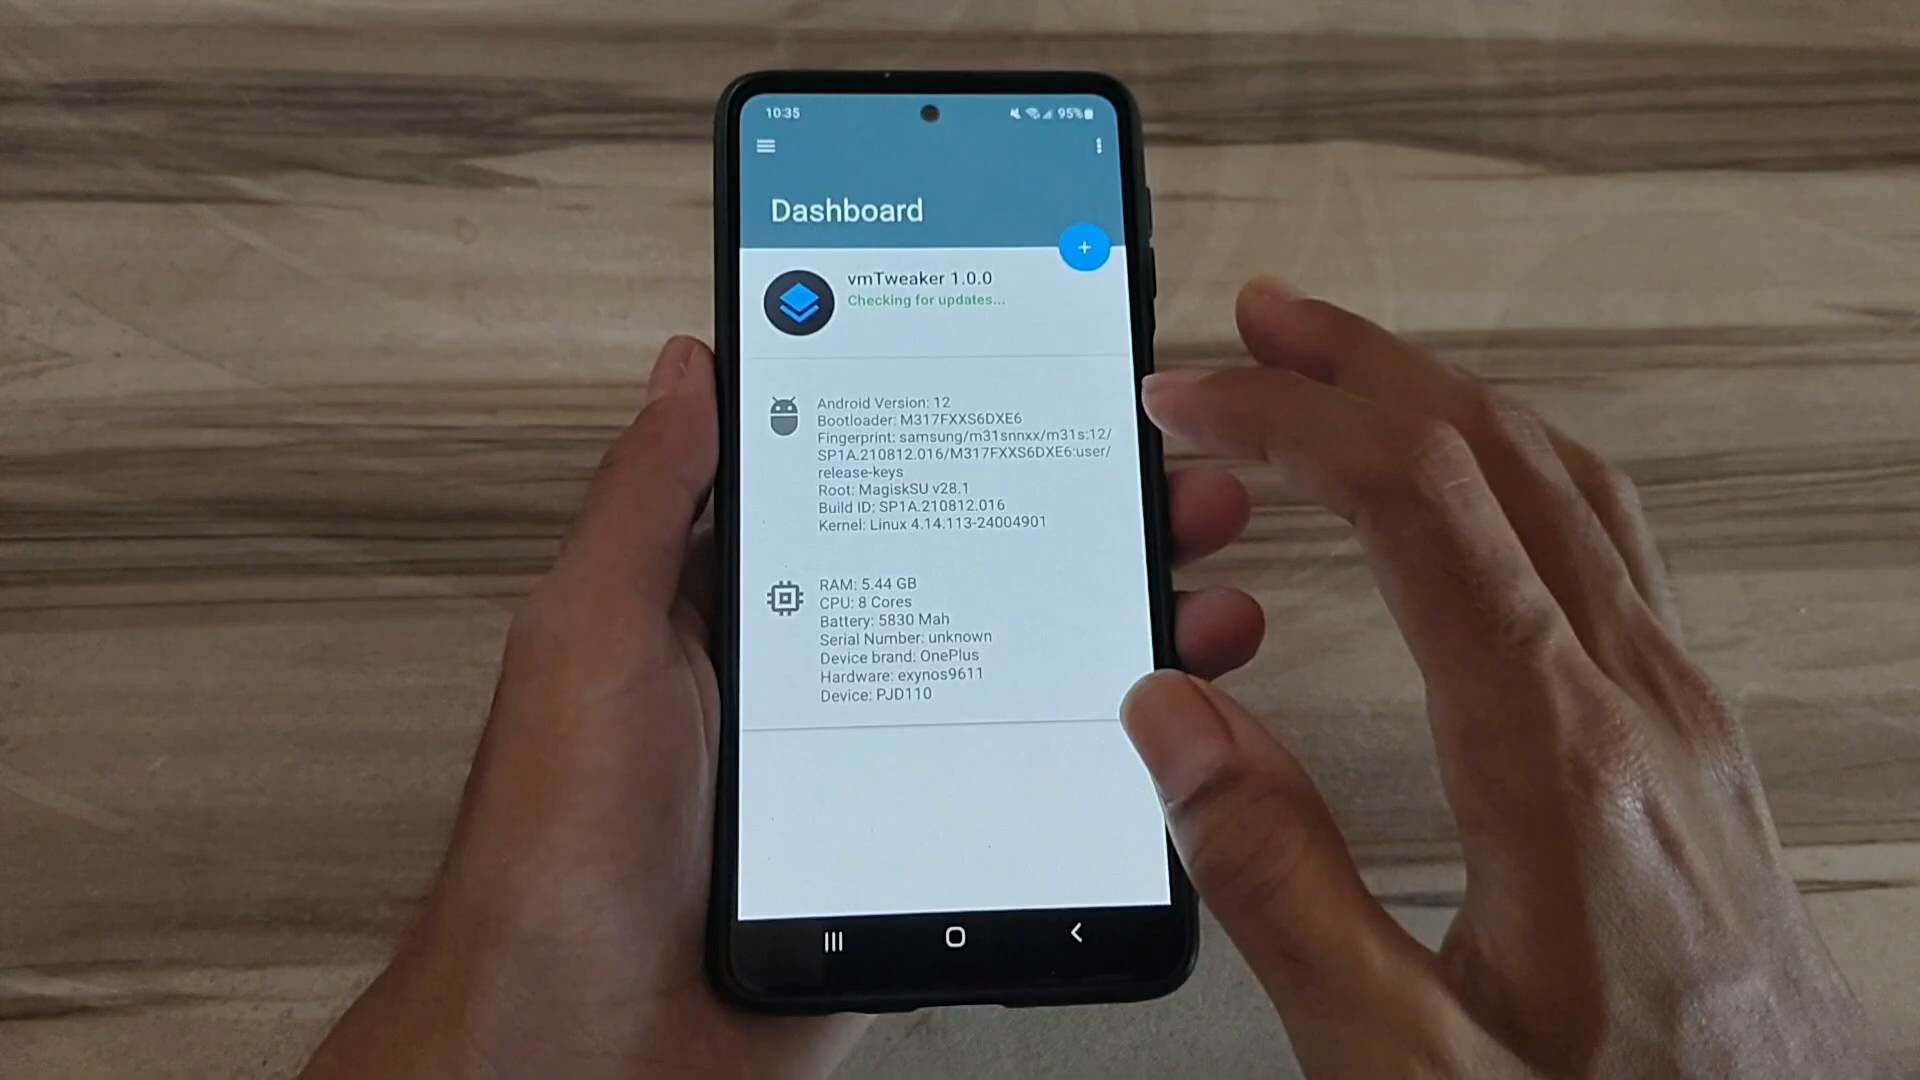 10:35
95%
Dashboard
+
vmTweaker 1.0.0
Checking for updates...
Android Version: 12
Bootloader: M317FXXS6DXE6
Fingerprint: samsung/m31snnxx/m31s:12/
SP1A.210812.016/M317FXXS6DXE6:user/
release-keys
Root: MagiskSU v28.1
Build ID: SP1A.210812.016
Kernel: Linux 4.14.113-24004901
RAM: 5.44 GB
CPU: 8 Cores
Battery: 5830 Mah
Serial Number: unknown
Device brand: OnePlus
Hardware: exynos9611
Device: PJD110